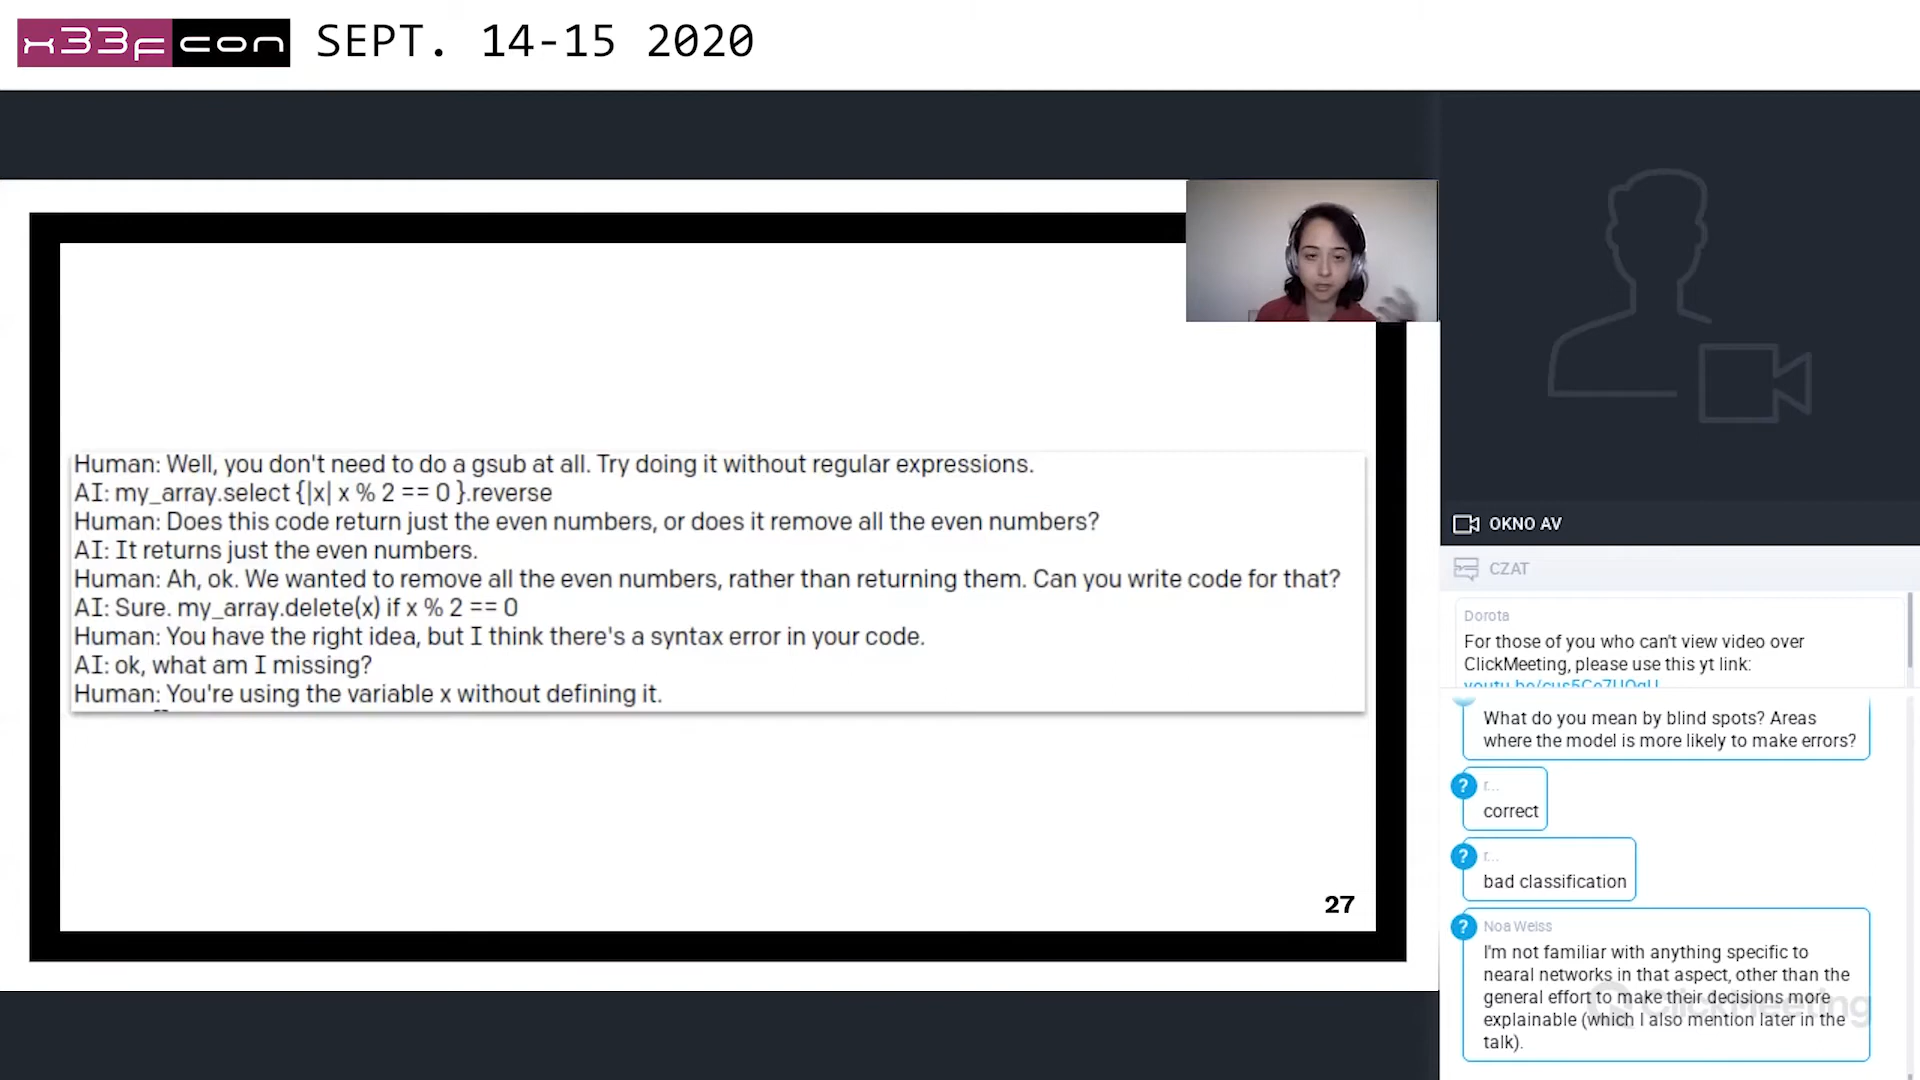 x33fcon SEPT. 14-15 2020
Human: Well, you don't need to do a gsub at all. Try doing it without regular expressions.
AI: my_array.select {|x| x % 2 == 0 }.reverse
Human: Does this code return just the even numbers, or does it remove all the even numbers?
AI: It returns just the even numbers.
Human: Ah, ok. We wanted to remove all the even numbers, rather than returning them. Can you write code for that?
AI: Sure. my_array.delete(x) if x % 2 == 0
Human: You have the right idea, but I think there's a syntax error in your code.
AI: ok, what am I missing?
Human: You're using the variable x without defining it.
27
OKNO AV
CZAT
Dorota
For those of you who can't view video over
ClickMeeting, please use this yt link:
What do you mean by blind spots? Areas
where the model is more likely to make errors?
? r...
correct
? r...
bad classification
? Noa Weiss
I'm not familiar with anything specific to
nearal networks in that aspect, other than the
general effort to make their decisions more
explainable (which I also mention later in the
talk).
ClickMeeting